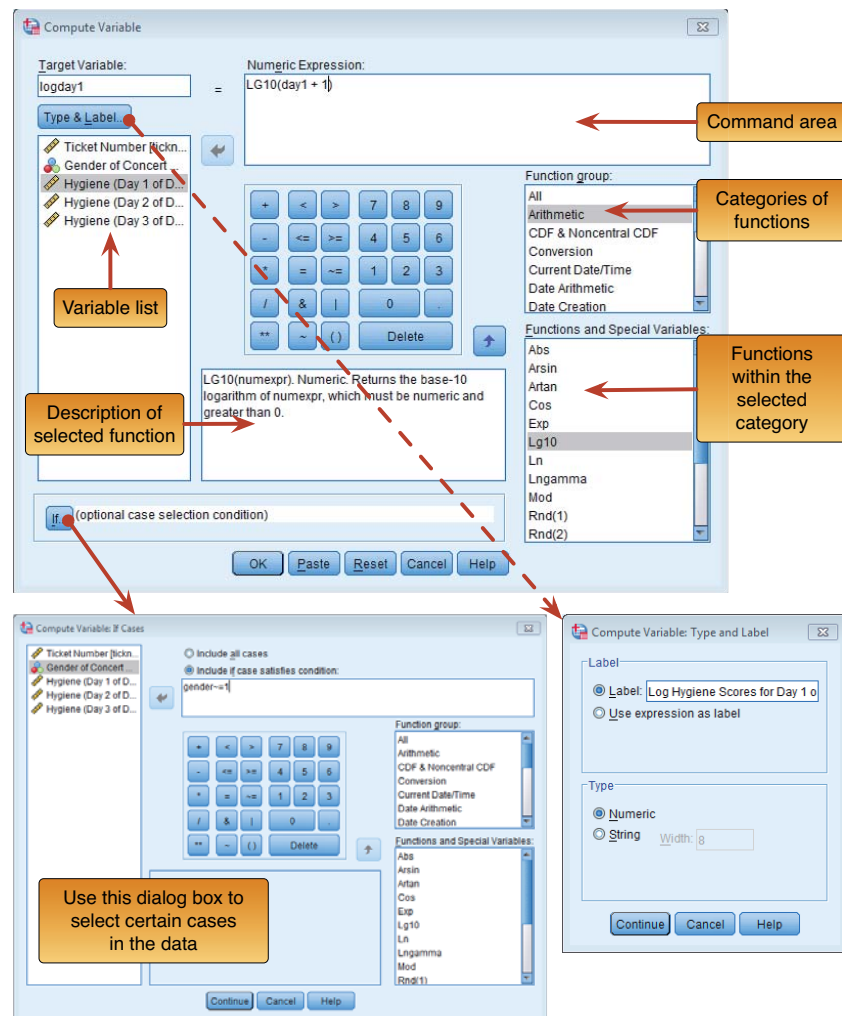 Compute Variable
Target Variable:
logday1
=
Numeric Expression:
LG10(day1 + 1)
Command area
Type & Label...
Ticket Number [tickn...
Gender of Concert ...
Hygiene (Day 1 of D...
Hygiene (Day 2 of D...
Hygiene (Day 3 of D...
Variable list
+ < > 7 8 9
- <= >= 4 5 6
* = ~= 1 2 3
/ & | 0 .
** ~ ( ) Delete
Function group:
All
Arithmetic
CDF & Noncentral CDF
Conversion
Current Date/Time
Date Arithmetic
Date Creation
Categories of
functions
Functions and Special Variables:
Abs
Arsin
Artan
Cos
Exp
Lg10
Ln
Lngamma
Mod
Rnd(1)
Rnd(2)
Functions
within the
selected
category
LG10(numexpr). Numeric. Returns the base-10
logarithm of numexpr, which must be numeric and
greater than 0.
Description of
selected function
If... (optional case selection condition)
OK Paste Reset Cancel Help
Compute Variable: If Cases
Ticket Number [tickn...
Gender of Concert ...
Hygiene (Day 1 of D...
Hygiene (Day 2 of D...
Hygiene (Day 3 of D...
Include all cases
Include if case satisfies condition:
gender~=1
+ < > 7 8 9
- <= >= 4 5 6
* = ~= 1 2 3
/ & | 0 .
** ~ ( ) Delete
Function group:
All
Arithmetic
CDF & Noncentral CDF
Conversion
Current Date/Time
Date Arithmetic
Date Creation
Functions and Special Variables:
Abs
Arsin
Artan
Cos
Exp
Lg10
Ln
Lngamma
Mod
Rnd(1)
Use this dialog box to
select certain cases
in the data
Continue Cancel Help
Compute Variable: Type and Label
Label
Label: Log Hygiene Scores for Day 1 o
Use expression as label
Type
Numeric
String Width: 8
Continue Cancel Help